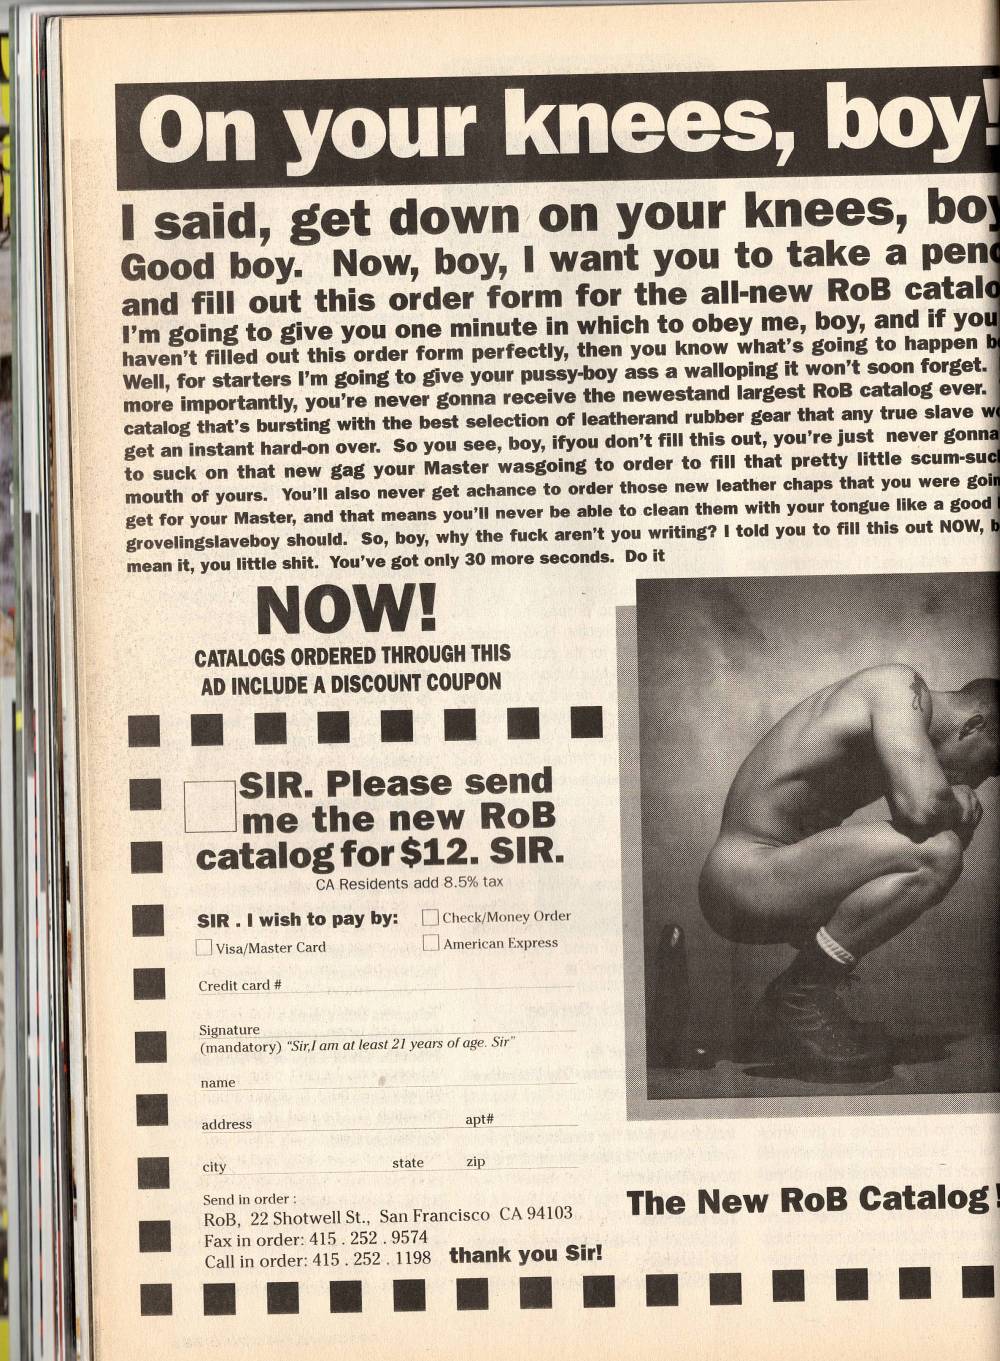 On your knees, boy!
I said, get down on your knees, boy
Good boy. Now, boy, I want you to take a penc
and fill out this order form for the all-new RoB catalo
I'm going to give you one minute in which to obey me, boy, and if you
haven't filled out this order form perfectly, then you know what's going to happen b
Well, for starters I'm going to give your pussy-boy ass a walloping it won't soon forget.
more importantly, you're never gonna receive the newestand largest RoB catalog ever.
catalog that's bursting with the best selection of leatherand rubber gear that any true slave wo
get an instant hard-on over. So you see, boy, ifyou don't fill this out, you're just never gonna
to suck on that new gag your Master wasgoing to order to fill that pretty little scum-suc
mouth of yours. You'll also never get achance to order those new leather chaps that you were goin
get for your Master, and that means you'll never be able to clean them with your tongue like a good
grovelingslaveboy should. So, boy, why the fuck aren't you writing? I told you to fill this out NOW, b
mean it, you little shit. You've got only 30 more seconds. Do it
NOW!
CATALOGS ORDERED THROUGH THIS
AD INCLUDE A DISCOUNT COUPON
SIR. Please send
me the new RoB
catalog for $12. SIR.
CA Residents add 8.5% tax
SIR . I wish to pay by:
Check/Money Order
Visa/Master Card
American Express
Credit card #
Signature
(mandatory) "Sir,I am at least 21 years of age. Sir"
name
address apt#
city state zip
Send in order :
RoB, 22 Shotwell St., San Francisco CA 94103
Fax in order: 415 . 252 . 9574
Call in order: 415 . 252 . 1198 thank you Sir!
The New RoB Catalog!